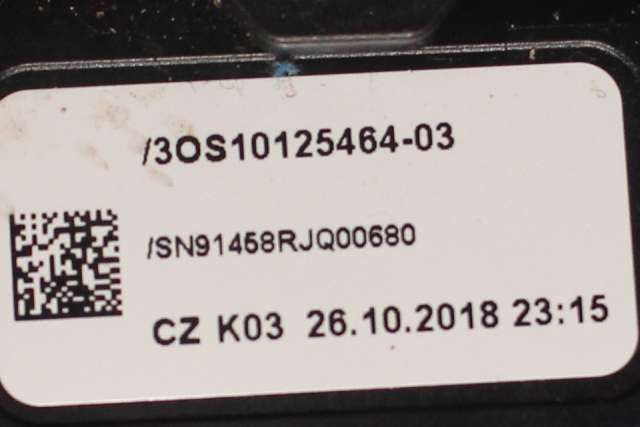 /3OS10125464-03
/SN91458RJQ00680
CZ K03 26.10.2018 23:15